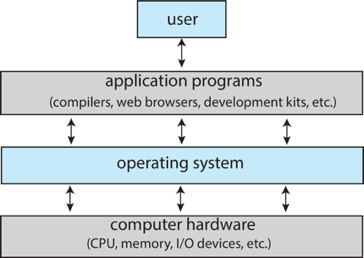 user
application programs
(compilers, web browsers, development kits, etc.)
operating system
computer hardware
(CPU, memory, I/O devices, etc.)